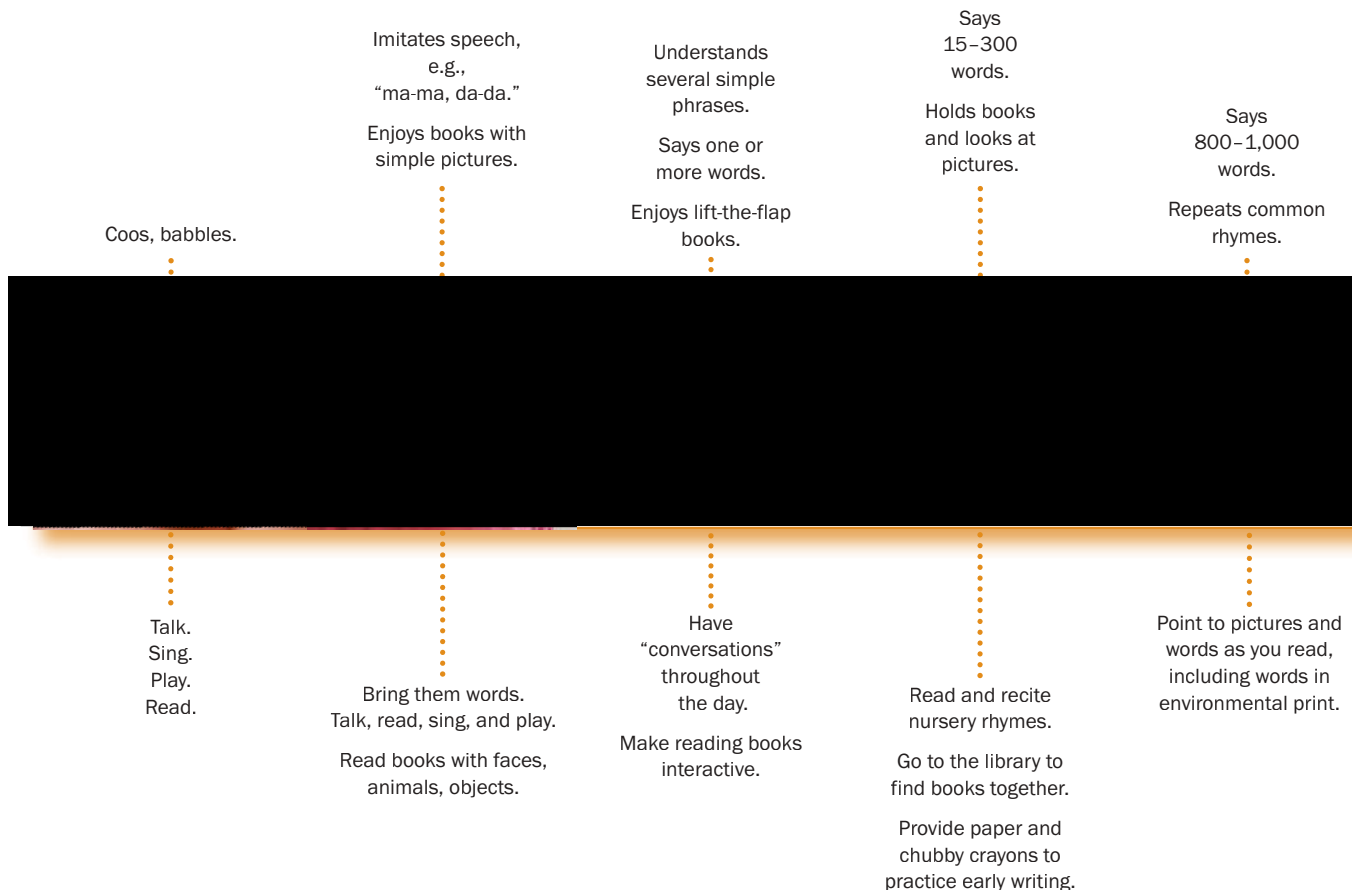 Coos, babbles.
Imitates speech,
e.g.,
“ma-ma, da-da.”
Enjoys books with
simple pictures.
Understands
several simple
phrases.
Says one or
more words.
Enjoys lift-the-flap
books.
Says
15–300
words.
Holds books
and looks at
pictures.
Says
800–1,000
words.
Repeats common
rhymes.
Talk.
Sing.
Play.
Read.
Bring them words.
Talk, read, sing, and play.
Read books with faces,
animals, objects.
Have
“conversations”
throughout
the day.
Make reading books
interactive.
Read and recite
nursery rhymes.
Go to the library to
find books together.
Provide paper and
chubby crayons to
practice early writing.
Point to pictures and
words as you read,
including words in
environmental print.